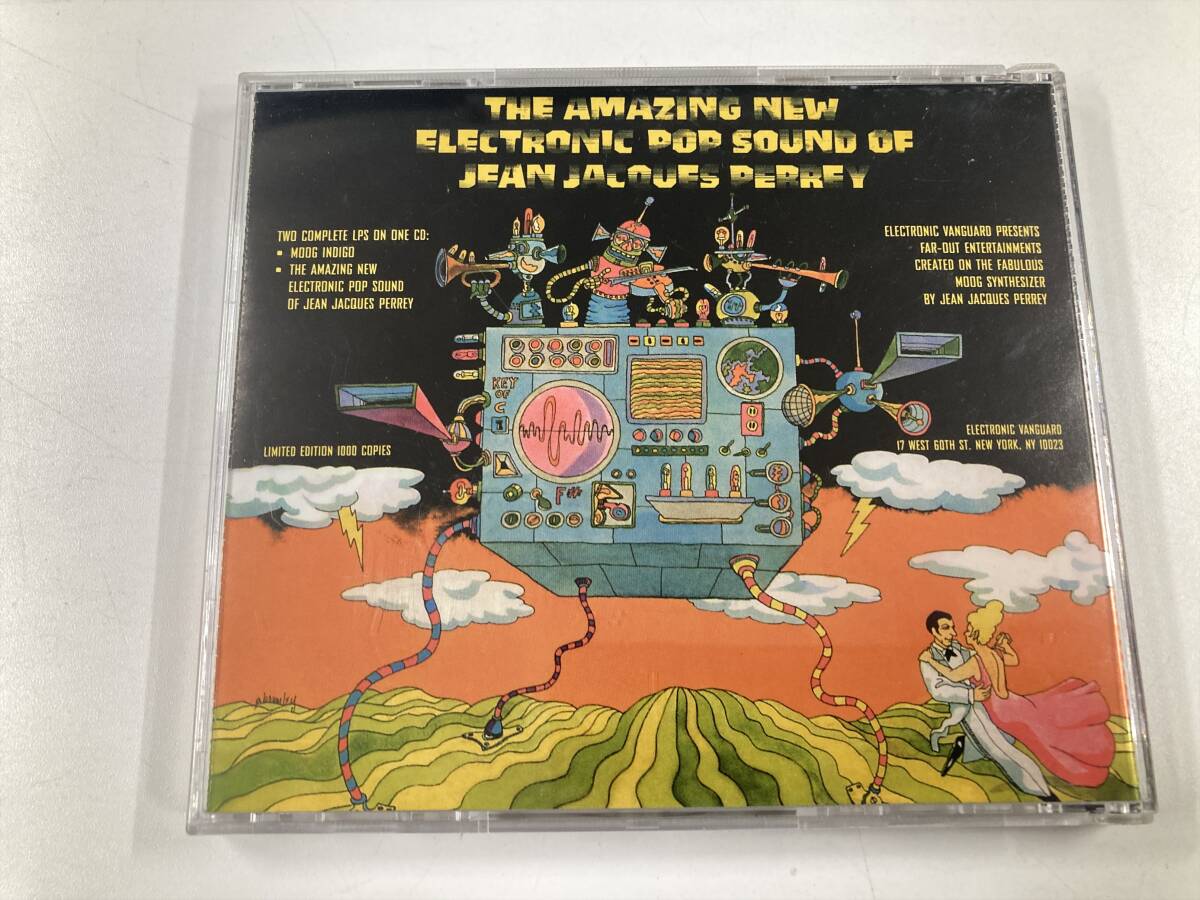 THE AMAZING NEW
ELECTRONIC POP SOUND OF
JEAN JACQUES PERREY
TWO COMPLETE LPS ON ONE CD:
▪ MOOG INDIGO
▪ THE AMAZING NEW
ELECTRONIC POP SOUND
OF JEAN JACQUES PERREY
ELECTRONIC VANGUARD PRESENTS
FAR-OUT ENTERTAINMENTS
CREATED ON THE FABULOUS
MOOG SYNTHESIZER
BY JEAN JACQUES PERREY
KEY
OF
C
F#
LIMITED EDITION 1000 COPIES
ELECTRONIC VANGUARD
17 WEST 60TH ST. NEW YORK, NY 10023